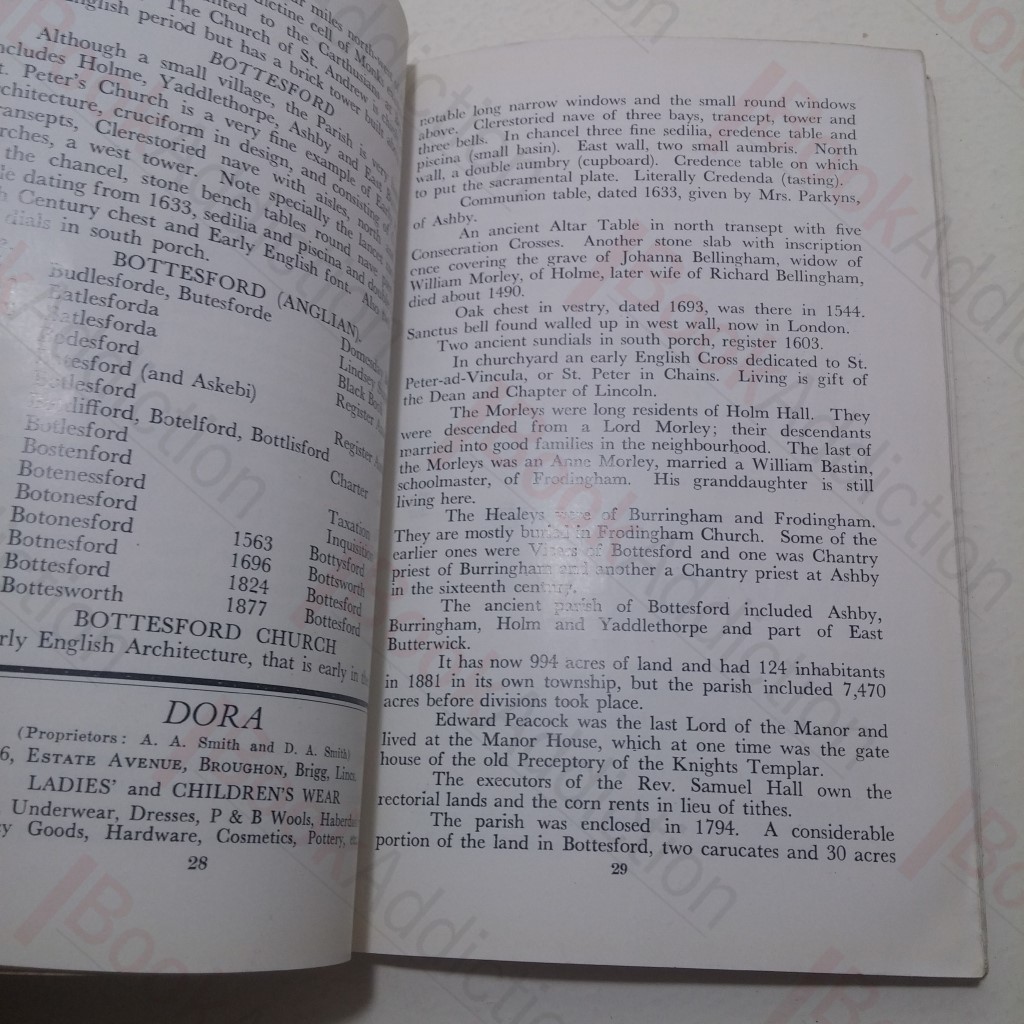 miles north
dictine cell of Monks
nted to the Carthusians
The Church of St. Andrew is
nglish period but has a brick tower built
BOTTESFORD
Although a small village, the Parish is very
ncludes Holme, Yaddlethorpe, Ashby and East
t. Peter's Church is a very fine example of Early
chitecture, cruciform in design, and consisting of
ransepts, Clerestoried nave with aisles, north
rches, a west tower. Note specially the lancet
the chancel, stone bench tables round nave
le dating from 1633, sedilia and piscina and double
h Century chest and Early English font. Also
dials in south porch.
BOTTESFORD (ANGLIAN).
Budlesforde, Butesforde Domesday
Batlesforda Lindsey
Batlesforda Black Book
desford Register
tesford (and Askebi)
Botlesford Register
difford, Botelford, Bottlisford
Botlesford Charter
Bostenford
Botenessford Taxation
Botonesford Inquisition
Botonesford 1563 Bottysford
Botnesford 1696 Bottsworth
Bottesford 1824 Bottesford
Bottesworth 1877 Bottesford
BOTTESFORD CHURCH
rly English Architecture, that is early in the
DORA
(Proprietors: A. A. Smith and D. A. Smith)
6, ESTATE AVENUE, BROUGHON, Brigg, Lincs.
LADIES' and CHILDREN'S WEAR
Underwear, Dresses, P & B Wools, Haberdas
cy Goods, Hardware, Cosmetics, Pottery, etc.
28
notable long narrow windows and the small round windows
above. Clerestoried nave of three bays, trancept, tower and
three bells. In chancel three fine sedilia, credence table and
piscina (small basin). East wall, two small aumbris. North
wall, a double aumbry (cupboard). Credence table on which
to put the sacramental plate. Literally Credenda (tasting).
Communion table, dated 1633, given by Mrs. Parkyns,
of Ashby.
An ancient Altar Table in north transept with five
Consecration Crosses. Another stone slab with inscription
once covering the grave of Johanna Bellingham, widow of
William Morley, of Holme, later wife of Richard Bellingham,
died about 1490.
Oak chest in vestry, dated 1693, was there in 1544.
Sanctus bell found walled up in west wall, now in London.
Two ancient sundials in south porch, register 1603.
In churchyard an early English Cross dedicated to St.
Peter-ad-Vincula, or St. Peter in Chains. Living is gift of
the Dean and Chapter of Lincoln.
The Morleys were long residents of Holm Hall. They
were descended from a Lord Morley; their descendants
married into good families in the neighbourhood. The last of
the Morleys was an Anne Morley, married a William Bastin,
schoolmaster, of Frodingham. His granddaughter is still
living here.
The Healeys were of Burringham and Frodingham.
They are mostly buried in Frodingham Church. Some of the
earlier ones were Vicars of Bottesford and one was Chantry
priest of Burringham and another a Chantry priest at Ashby
in the sixteenth century.
The ancient parish of Bottesford included Ashby,
Burringham, Holm and Yaddlethorpe and part of East
Butterwick.
It has now 994 acres of land and had 124 inhabitants
in 1881 in its own township, but the parish included 7,470
acres before divisions took place.
Edward Peacock was the last Lord of the Manor and
lived at the Manor House, which at one time was the gate
house of the old Preceptory of the Knights Templar.
The executors of the Rev. Samuel Hall own the
rectorial lands and the corn rents in lieu of tithes.
The parish was enclosed in 1794. A considerable
portion of the land in Bottesford, two carucates and 30 acres
29